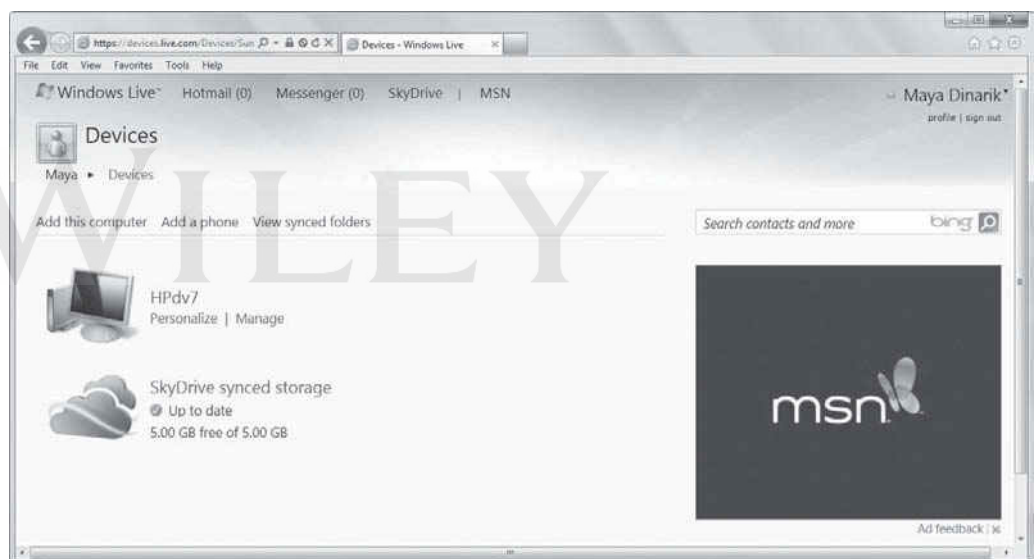 https://devices.live.com/Devices/Sun
Devices - Windows Live
File Edit View Favorites Tools Help
Windows Live™ Hotmail (0) Messenger (0) SkyDrive | MSN
Maya Dinarik
profile | sign out
Devices
Maya ▸ Devices
Add this computer Add a phone View synced folders
Search contacts and more bing
HPdv7
Personalize | Manage
SkyDrive synced storage
Up to date
5.00 GB free of 5.00 GB
msn
Ad feedback
WILEY